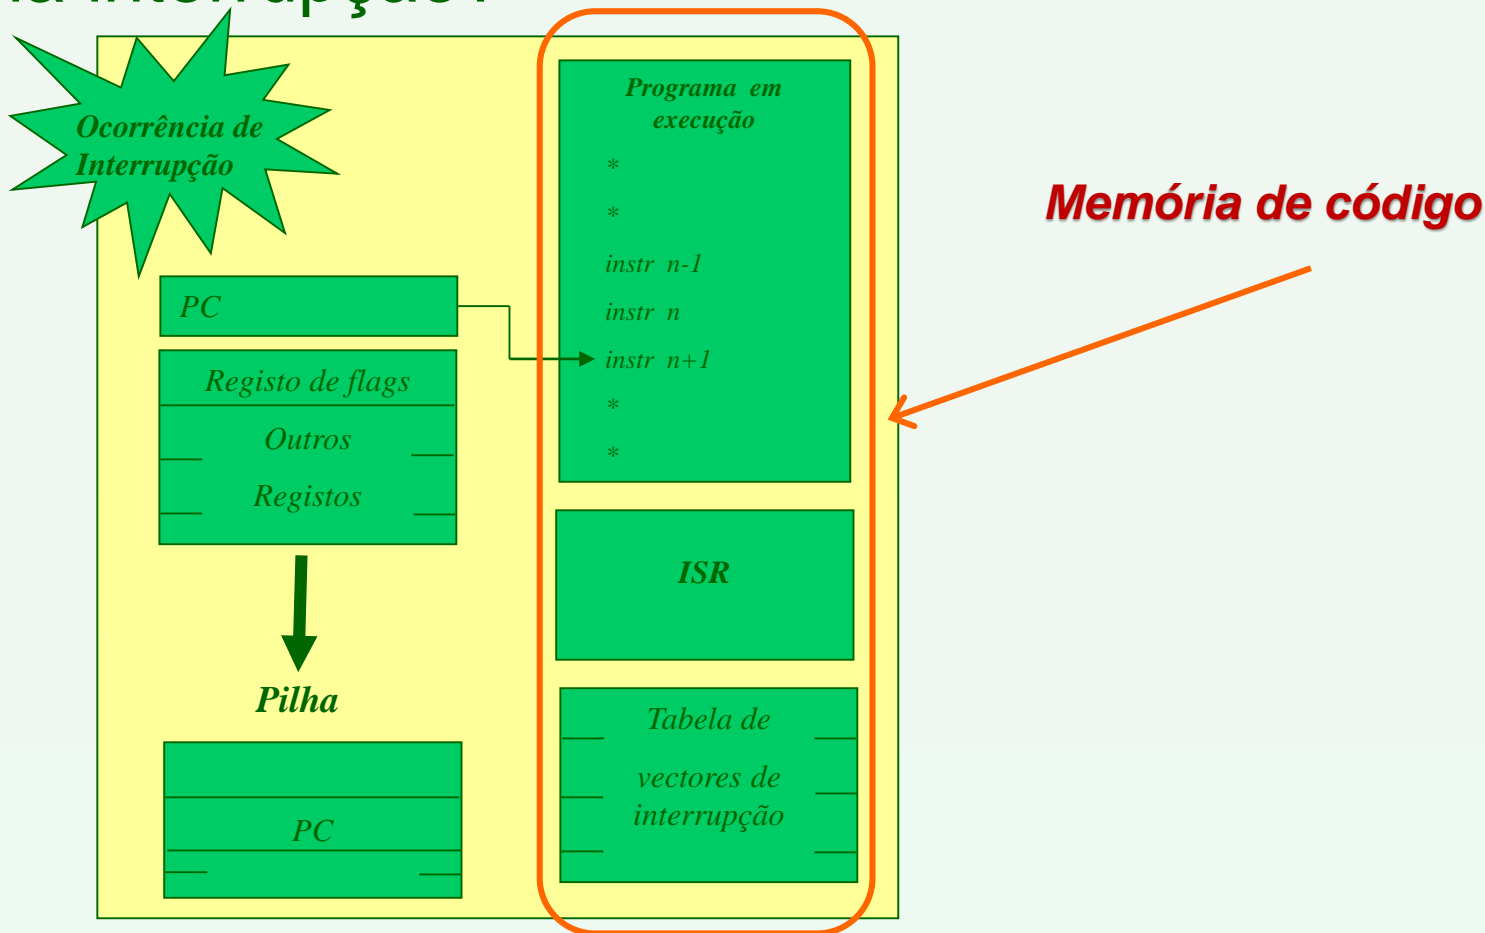 Ocorrência de
Interrupção
PC
Registo de flags
Outros
Registos
Pilha
PC
Programa em
execução
*
*
instr n-1
instr n
instr n+1
*
*
ISR
Tabela de
vectores de
interrupção
Memória de código